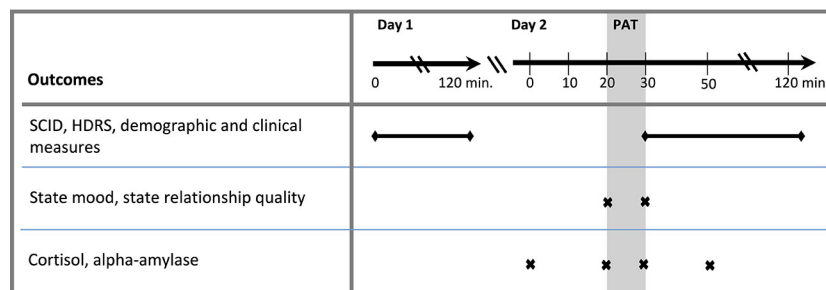 Day 1 Day 2 PAT
Outcomes
0 120 min. 0 10 20 30 50 120 min
SCID, HDRS, demographic and clinical
measures
State mood, state relationship quality
Cortisol, alpha-amylase